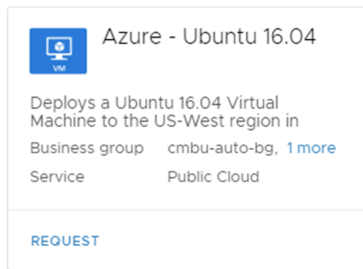 Azure - Ubuntu 16.04
VM
Deploys a Ubuntu 16.04 Virtual
Machine to the US-West region in
Business group cmbu-auto-bg, 1 more
Service Public Cloud
REQUEST